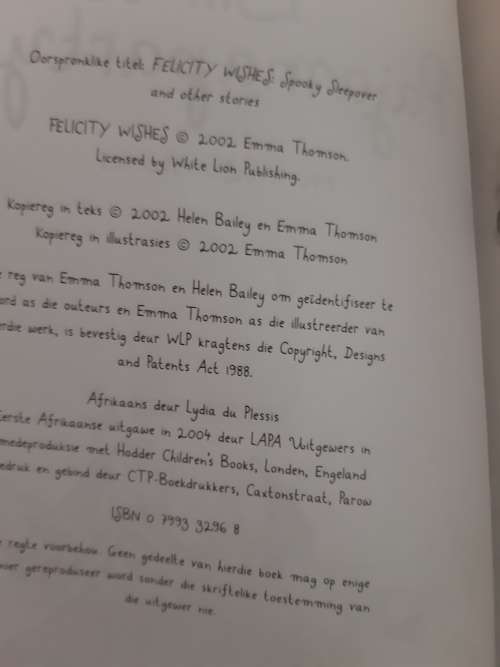 Oorspronklike titel: FELICITY WISHES: Spooky Sleepover
and other stories
FELICITY WISHES © 2002 Emma Thomson.
Licensed by White Lion Publishing.
Kopiereg in teks © 2002 Helen Bailey en Emma Thomson
Kopiereg in illustrasies © 2002 Emma Thomson
reg van Emma Thomson en Helen Bailey om geïdentifiseer te
as die outeurs en Emma Thomson as die illustreerder van
werk, is bevestig deur WLP kragtens die Copyright, Designs
and Patents Act 1988.
Afrikaans deur Lydia du Plessis
Eerste Afrikaanse uitgawe in 2004 deur LAPA Uitgewers in
medeproduksie met Hodder Children's Books, Londen, Engeland
en gebind deur CTP-Boekdrukkers, Caxtonstraat, Parow
ISBN 0 7993 3296 8
regte voorbehou. Geen gedeelte van hierdie boek mag op enige
gereproduseer word sonder die skriftelike toestemming van
die uitgewer nie.